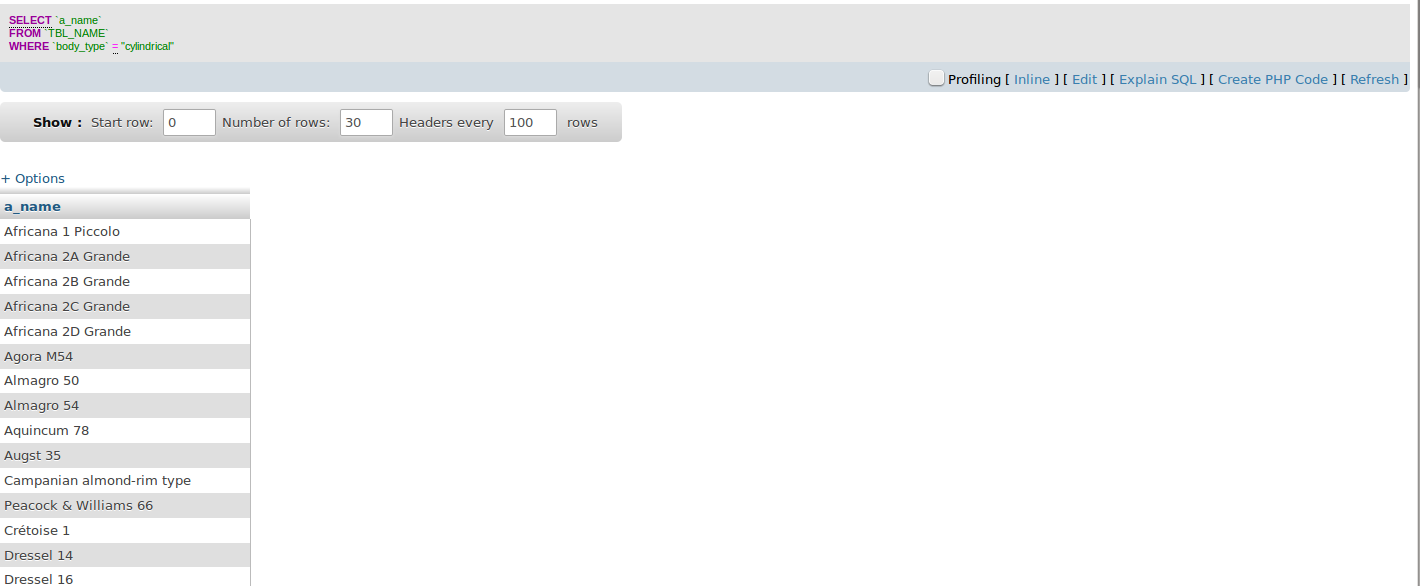 SELECT `a_name`
FROM `TBL_NAME`
WHERE `body_type` = "cylindrical"
Profiling [ Inline ] [ Edit ] [ Explain SQL ] [ Create PHP Code ] [ Refresh ]
Show : Start row: 0 Number of rows: 30 Headers every 100 rows
+ Options
a_name
Africana 1 Piccolo
Africana 2A Grande
Africana 2B Grande
Africana 2C Grande
Africana 2D Grande
Agora M54
Almagro 50
Almagro 54
Aquincum 78
Augst 35
Campanian almond-rim type
Peacock & Williams 66
Crétoise 1
Dressel 14
Dressel 16